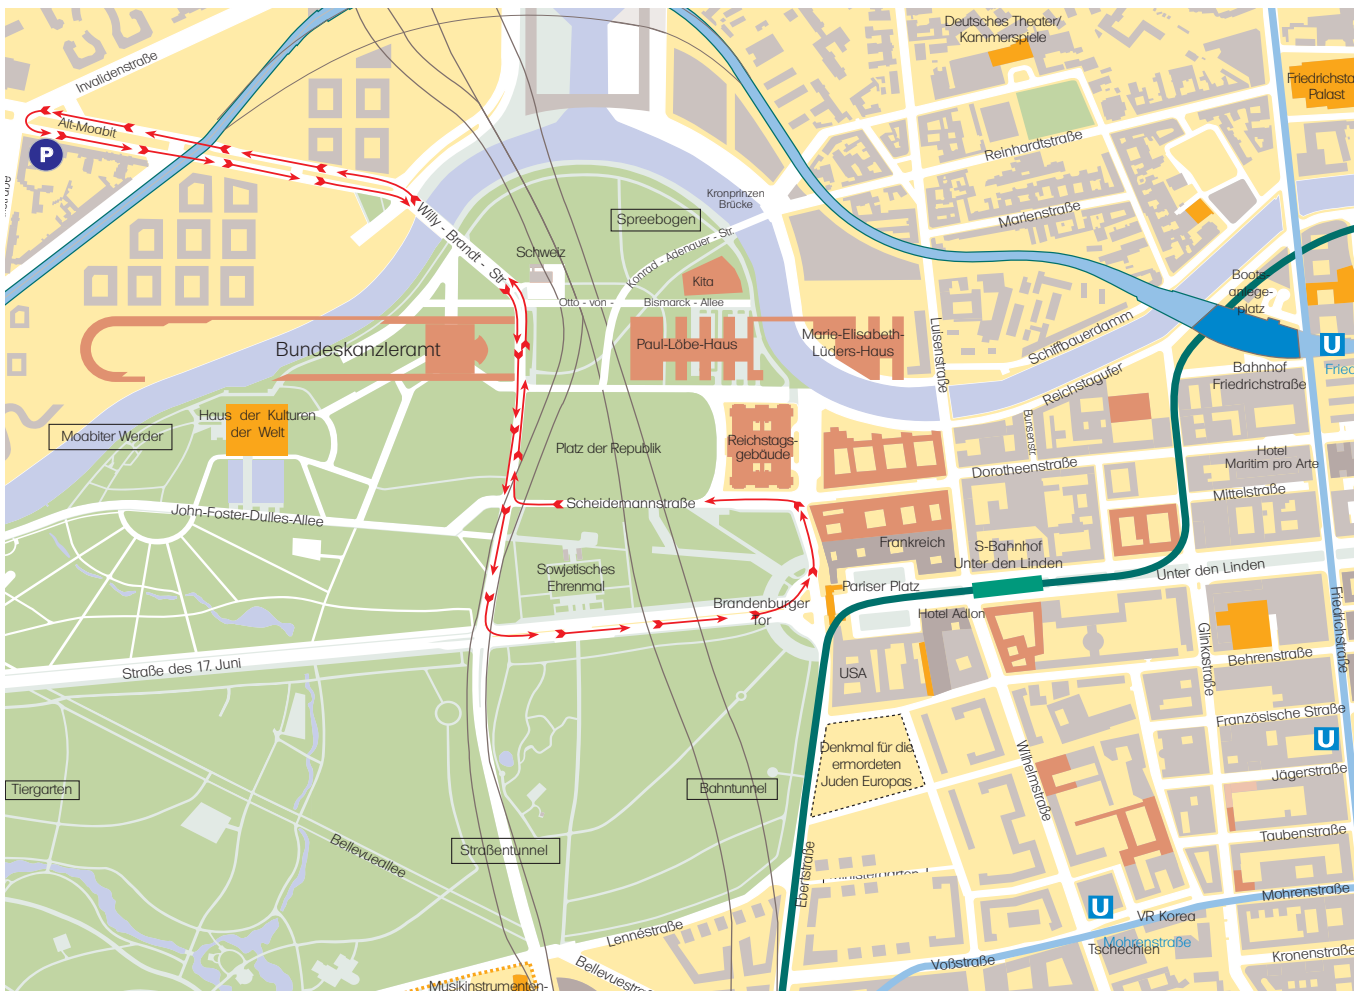 Deutsches Theater/
Kammerspiele
Invalidenstraße
Friedrichsta
Palast
Alt-Moabit
P
Reinhardtstraße
Kronprinzen
Brücke
Marienstraße
Willy - Brandt - Str.
Spreebogen
Schweiz
Konrad - Adenauer - Str.
Kita
Otto - von - Bismarck - Allee
Boots-
anlege-
platz
Bundeskanzleramt
Paul-Löbe-Haus
Marie-Elisabeth-
Lüders-Haus
Luisenstraße
Schiffbauerdamm
U
Fried
Bahnhof
Friedrichstraße
Reichstagufer
Haus der Kulturen
der Welt
Moabiter Werder
Platz der Republik
Reichstags-
gebäude
Bunsenstr.
Dorotheenstraße
Hotel
Maritim pro Arte
Mittelstraße
Scheidemannstraße
John-Foster-Dulles-Allee
Frankreich
S-Bahnhof
Unter den Linden
Unter den Linden
Sowjetisches
Ehrenmal
Pariser Platz
Brandenburger
Tor
Hotel Adlon
Friedrichstraße
Glinkastraße
Behrenstraße
Straße des 17. Juni
USA
Französische Straße
U
Denkmal für die
ermordeten
Juden Europas
Wilhelmstraße
Jägerstraße
Tiergarten
Bahntunnel
Taubenstraße
Bellevueallee
Straßentunnel
Ebertstraße
Mohrenstraße
U
VR Korea
Mohrenstraße
Tschechien
Lennéstraße
Voßstraße
Kronenstraße
Bellevuestra
Musikinstrumenten-